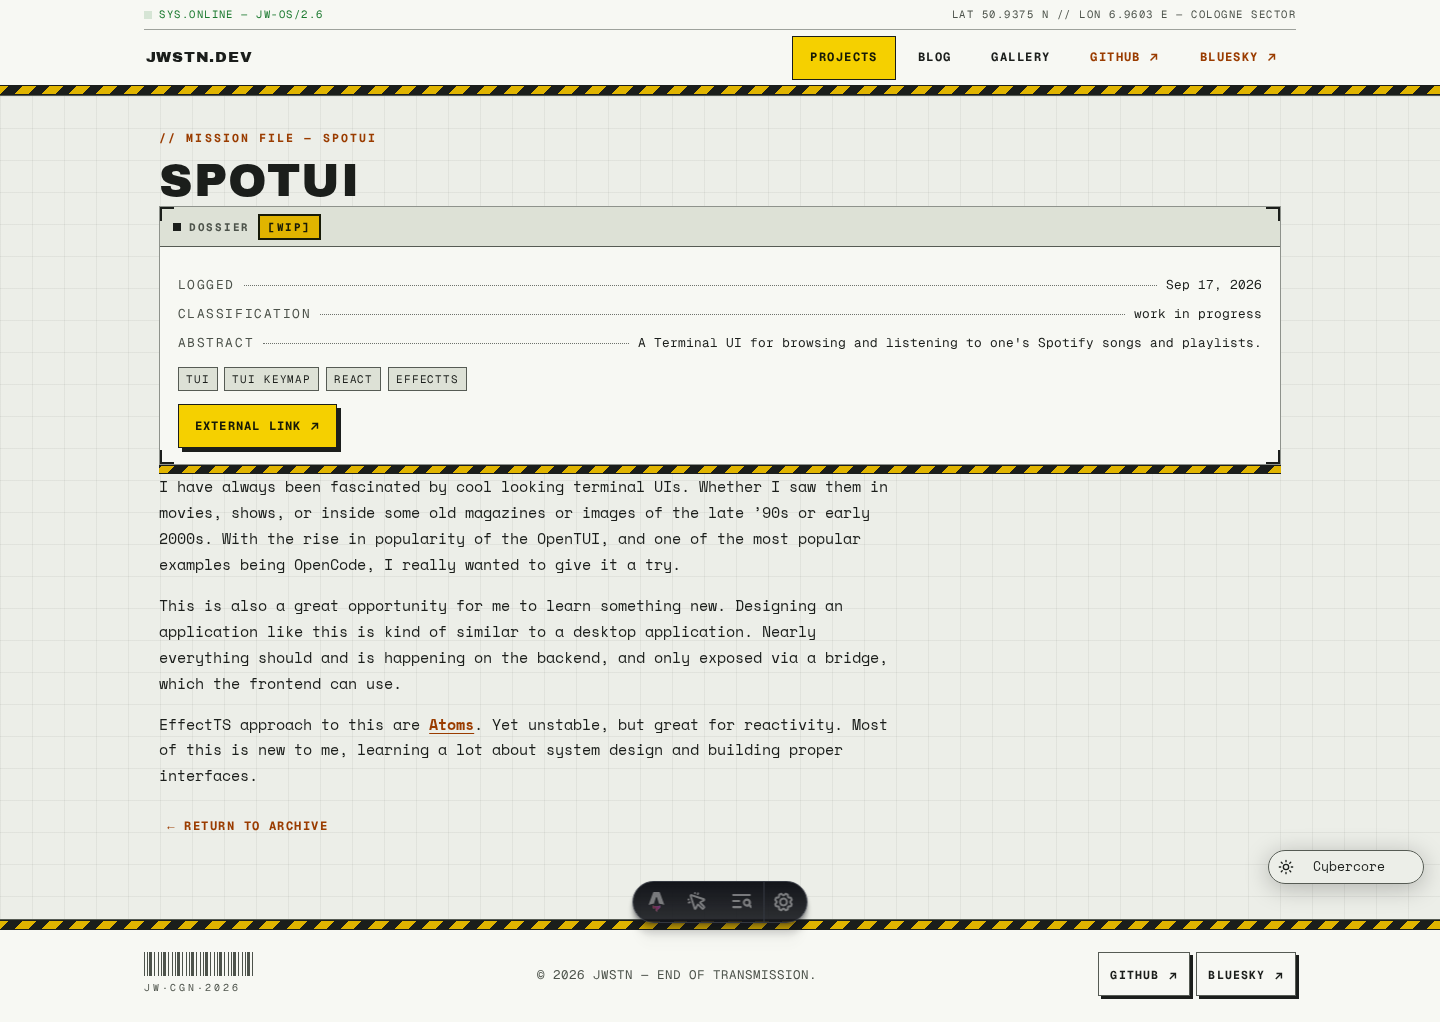 SYS.ONLINE — JW-OS/2.6
LAT 50.9375 N // LON 6.9603 E — COLOGNE SECTOR
JWSTN.DEV
PROJECTS
BLOG
GALLERY
GITHUB ↗
BLUESKY ↗
// MISSION FILE — SPOTUI
SPOTUI
DOSSIER [WIP]
LOGGED Sep 17, 2026
CLASSIFICATION work in progress
ABSTRACT A Terminal UI for browsing and listening to one's Spotify songs and playlists.
TUI
TUI KEYMAP
REACT
EFFECTTS
EXTERNAL LINK ↗
I have always been fascinated by cool looking terminal UIs. Whether I saw them in
movies, shows, or inside some old magazines or images of the late ’90s or early
2000s. With the rise in popularity of the OpenTUI, and one of the most popular
examples being OpenCode, I really wanted to give it a try.
This is also a great opportunity for me to learn something new. Designing an
application like this is kind of similar to a desktop application. Nearly
everything should and is happening on the backend, and only exposed via a bridge,
which the frontend can use.
EffectTS approach to this are Atoms. Yet unstable, but great for reactivity. Most
of this is new to me, learning a lot about system design and building proper
interfaces.
← RETURN TO ARCHIVE
Cybercore
JW-CGN-2026
© 2026 JWSTN — END OF TRANSMISSION.
GITHUB ↗
BLUESKY ↗